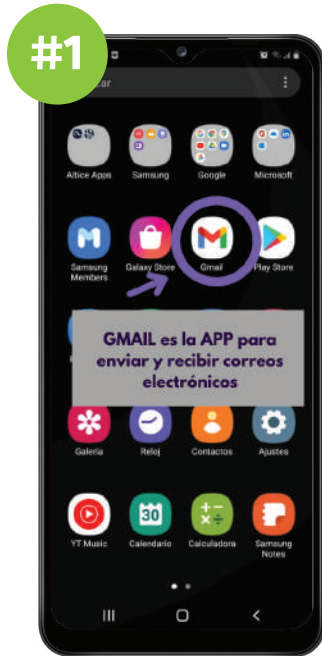 #1
car
Altice Apps
Samsung
Google
Microsoft
Samsung
Members
Galaxy Store
Gmail
Play Store
GMAIL es la APP para
enviar y recibir correos
electrónicos
Galería
Reloj
Contactos
Ajustes
30
YT Music
Calendario
Calculadora
Samsung
Notes